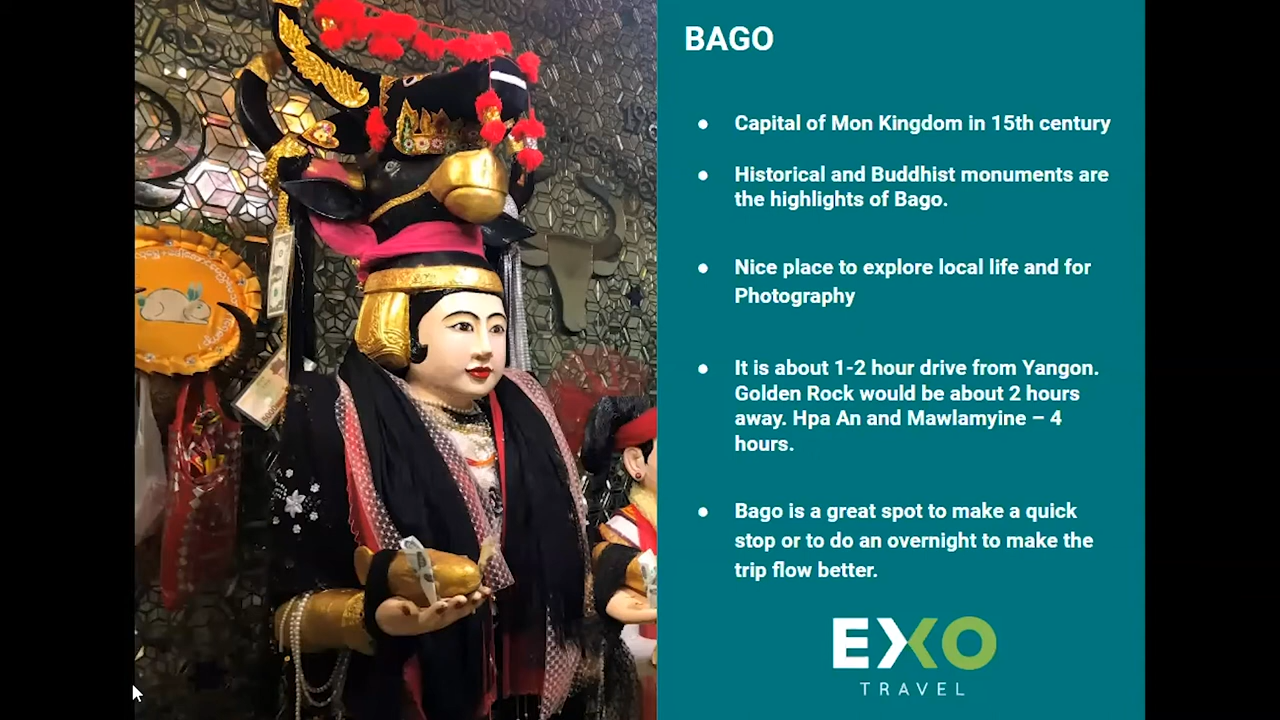 BAGO
● Capital of Mon Kingdom in 15th century
● Historical and Buddhist monuments are
the highlights of Bago.
● Nice place to explore local life and for
Photography
● It is about 1-2 hour drive from Yangon.
Golden Rock would be about 2 hours
away. Hpa An and Mawlamyine – 4
hours.
● Bago is a great spot to make a quick
stop or to do an overnight to make the
trip flow better.
EXO
TRAVEL